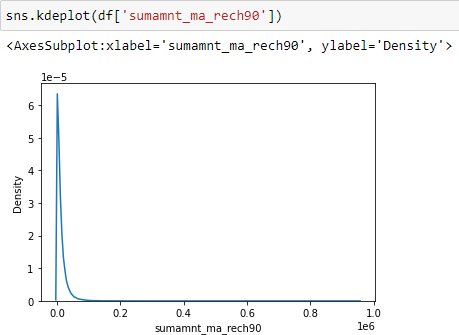 sns.kdeplot(df['sumamnt_ma_rech90'])
<AxesSubplot:xlabel='sumamnt_ma_rech90', ylabel='Density'>
1e-5
6
5
4
3
2
1
0
Density
0.0 0.2 0.4 0.6 0.8 1.0
1e6
sumamnt_ma_rech90